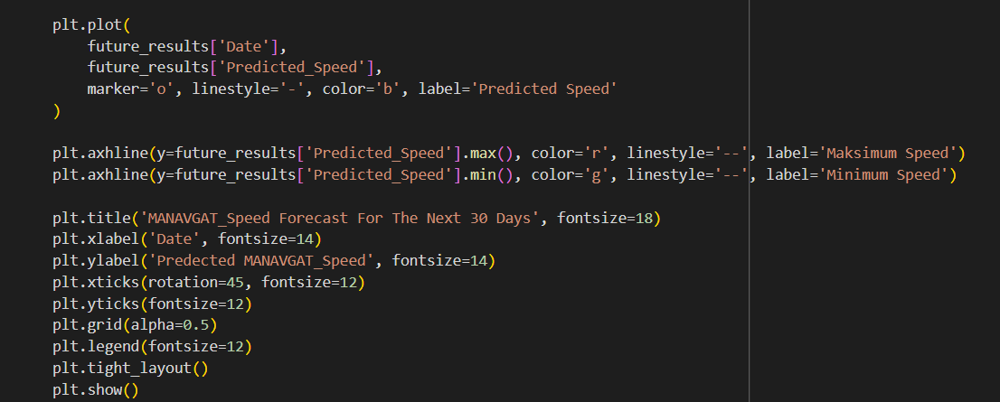 plt.plot(
    future_results['Date'],
    future_results['Predicted_Speed'],
    marker='o', linestyle='-', color='b', label='Predicted Speed'
)
plt.axhline(y=future_results['Predicted_Speed'].max(), color='r', linestyle='--', label='Maksimum Speed')
plt.axhline(y=future_results['Predicted_Speed'].min(), color='g', linestyle='--', label='Minimum Speed')
plt.title('MANAVGAT_Speed Forecast For The Next 30 Days', fontsize=18)
plt.xlabel('Date', fontsize=14)
plt.ylabel('Predected MANAVGAT_Speed', fontsize=14)
plt.xticks(rotation=45, fontsize=12)
plt.yticks(fontsize=12)
plt.grid(alpha=0.5)
plt.legend(fontsize=12)
plt.tight_layout()
plt.show()